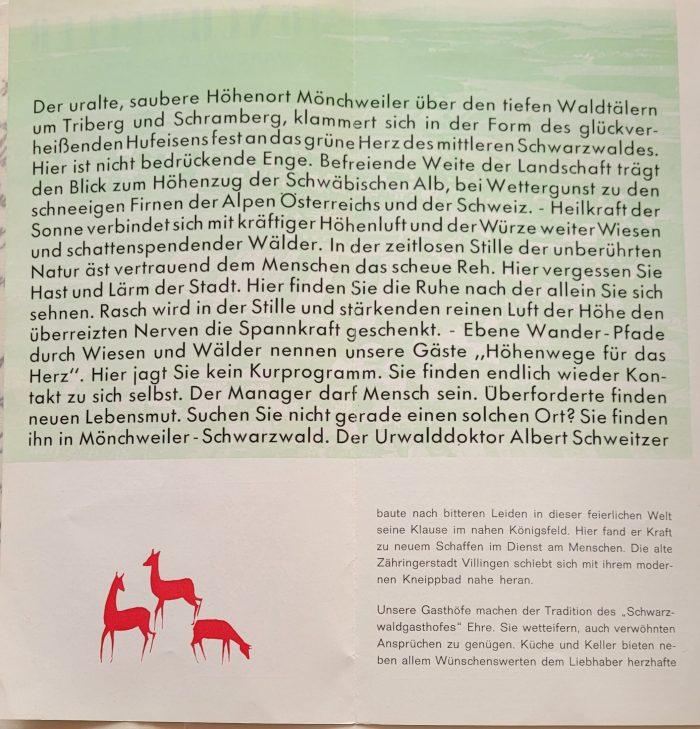 Der uralte, saubere Höhenort Mönchweiler über den tiefen Waldtälern
um Triberg und Schramberg, klammert sich in der Form des glückver-
heißenden Hufeisens fest an das grüne Herz des mittleren Schwarzwaldes.
Hier ist nicht bedrückende Enge. Befreiende Weite der Landschaft trägt
den Blick zum Höhenzug der Schwäbischen Alb, bei Wettergunst zu den
schneeigen Firnen der Alpen Österreichs und der Schweiz. - Heilkraft der
Sonne verbindet sich mit kräftiger Höhenluft und der Würze weiter Wiesen
und schattenspendender Wälder. In der zeitlosen Stille der unberührten
Natur äst vertrauend dem Menschen das scheue Reh. Hier vergessen Sie
Hast und Lärm der Stadt. Hier finden Sie die Ruhe nach der allein Sie sich
sehnen. Rasch wird in der Stille und stärkenden reinen Luft der Höhe den
überreizten Nerven die Spannkraft geschenkt. - Ebene Wander-Pfade
durch Wiesen und Wälder nennen unsere Gäste ,,Höhenwege für das
Herz". Hier jagt Sie kein Kurprogramm. Sie finden endlich wieder Kon-
takt zu sich selbst. Der Manager darf Mensch sein. Überforderte finden
neuen Lebensmut. Suchen Sie nicht gerade einen solchen Ort? Sie finden
ihn in Mönchweiler - Schwarzwald. Der Urwalddoktor Albert Schweitzer
baute nach bitteren Leiden in dieser feierlichen Welt
seine Klause im nahen Königsfeld. Hier fand er Kraft
zu neuem Schaffen im Dienst am Menschen. Die alte
Zähringerstadt Villingen schiebt sich mit ihrem moder-
nen Kneippbad nahe heran.
Unsere Gasthöfe machen der Tradition des „Schwarz-
waldgasthofes" Ehre. Sie wetteifern, auch verwöhnten
Ansprüchen zu genügen. Küche und Keller bieten ne-
ben allem Wünschenswerten dem Liebhaber herzhafte